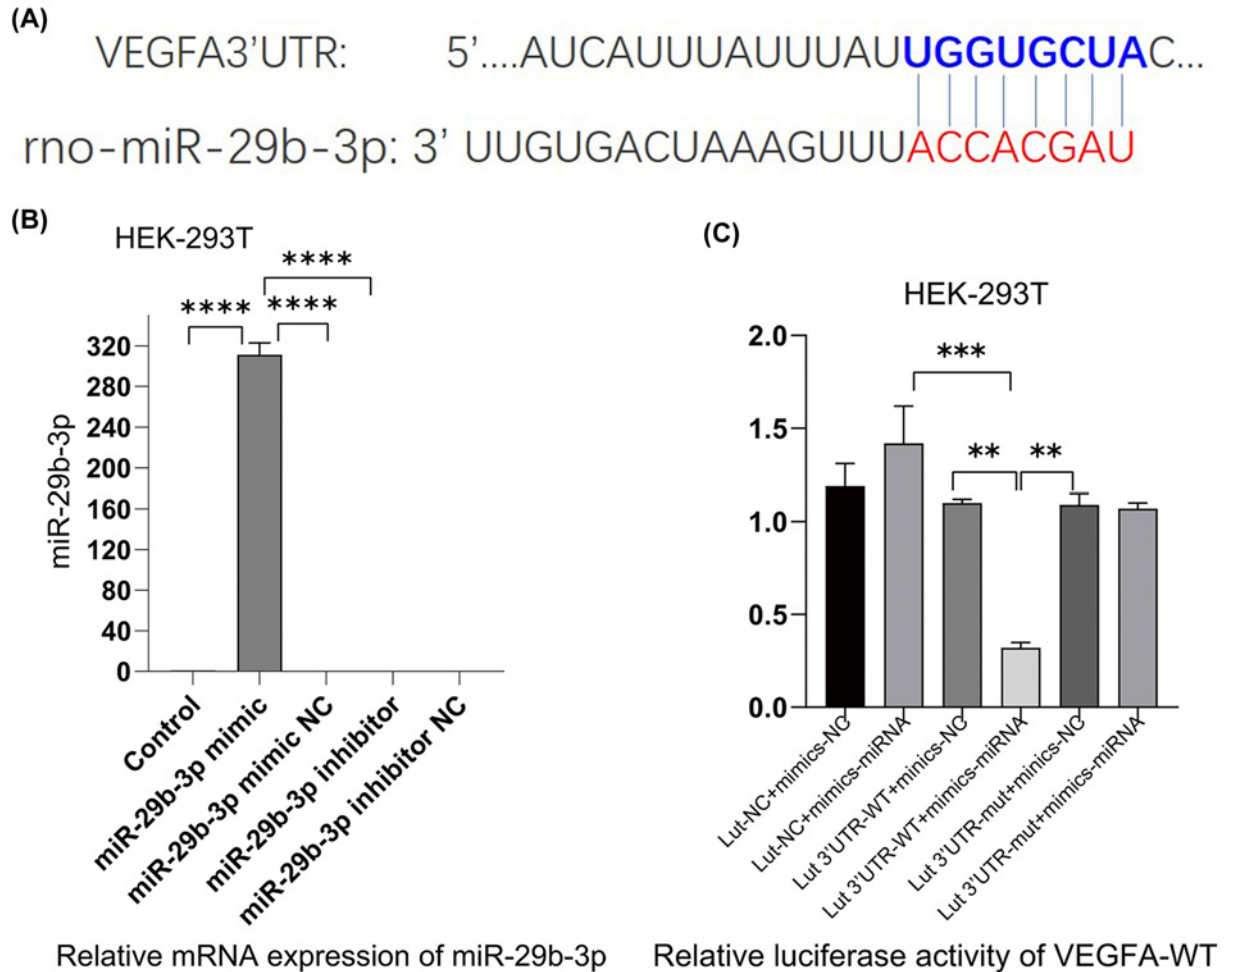 (A)
VEGFA3’UTR: 5’....AUCAUUUAUUUAUUGGUGCUAC...
rno-miR-29b-3p: 3’ UUGUGACUAAAGUUUACCACGAU
(B)
HEK-293T
****
**** ****
miR-29b-3p
320
280
240
200
160
120
80
40
0
Control
miR-29b-3p mimic
miR-29b-3p mimic NC
miR-29b-3p inhibitor
miR-29b-3p inhibitor NC
Relative mRNA expression of miR-29b-3p
(C)
HEK-293T
***
** **
2.0
1.5
1.0
0.5
0.0
Lut-NC+mimics-NC
Lut-NC+mimics-miRNA
Lut 3’UTR-WT+minics-NC
Lut 3’UTR-WT+mimics-miRNA
Lut 3’UTR-mut+minics-NC
Lut 3’UTR-mut+mimics-miRNA
Relative luciferase activity of VEGFA-WT